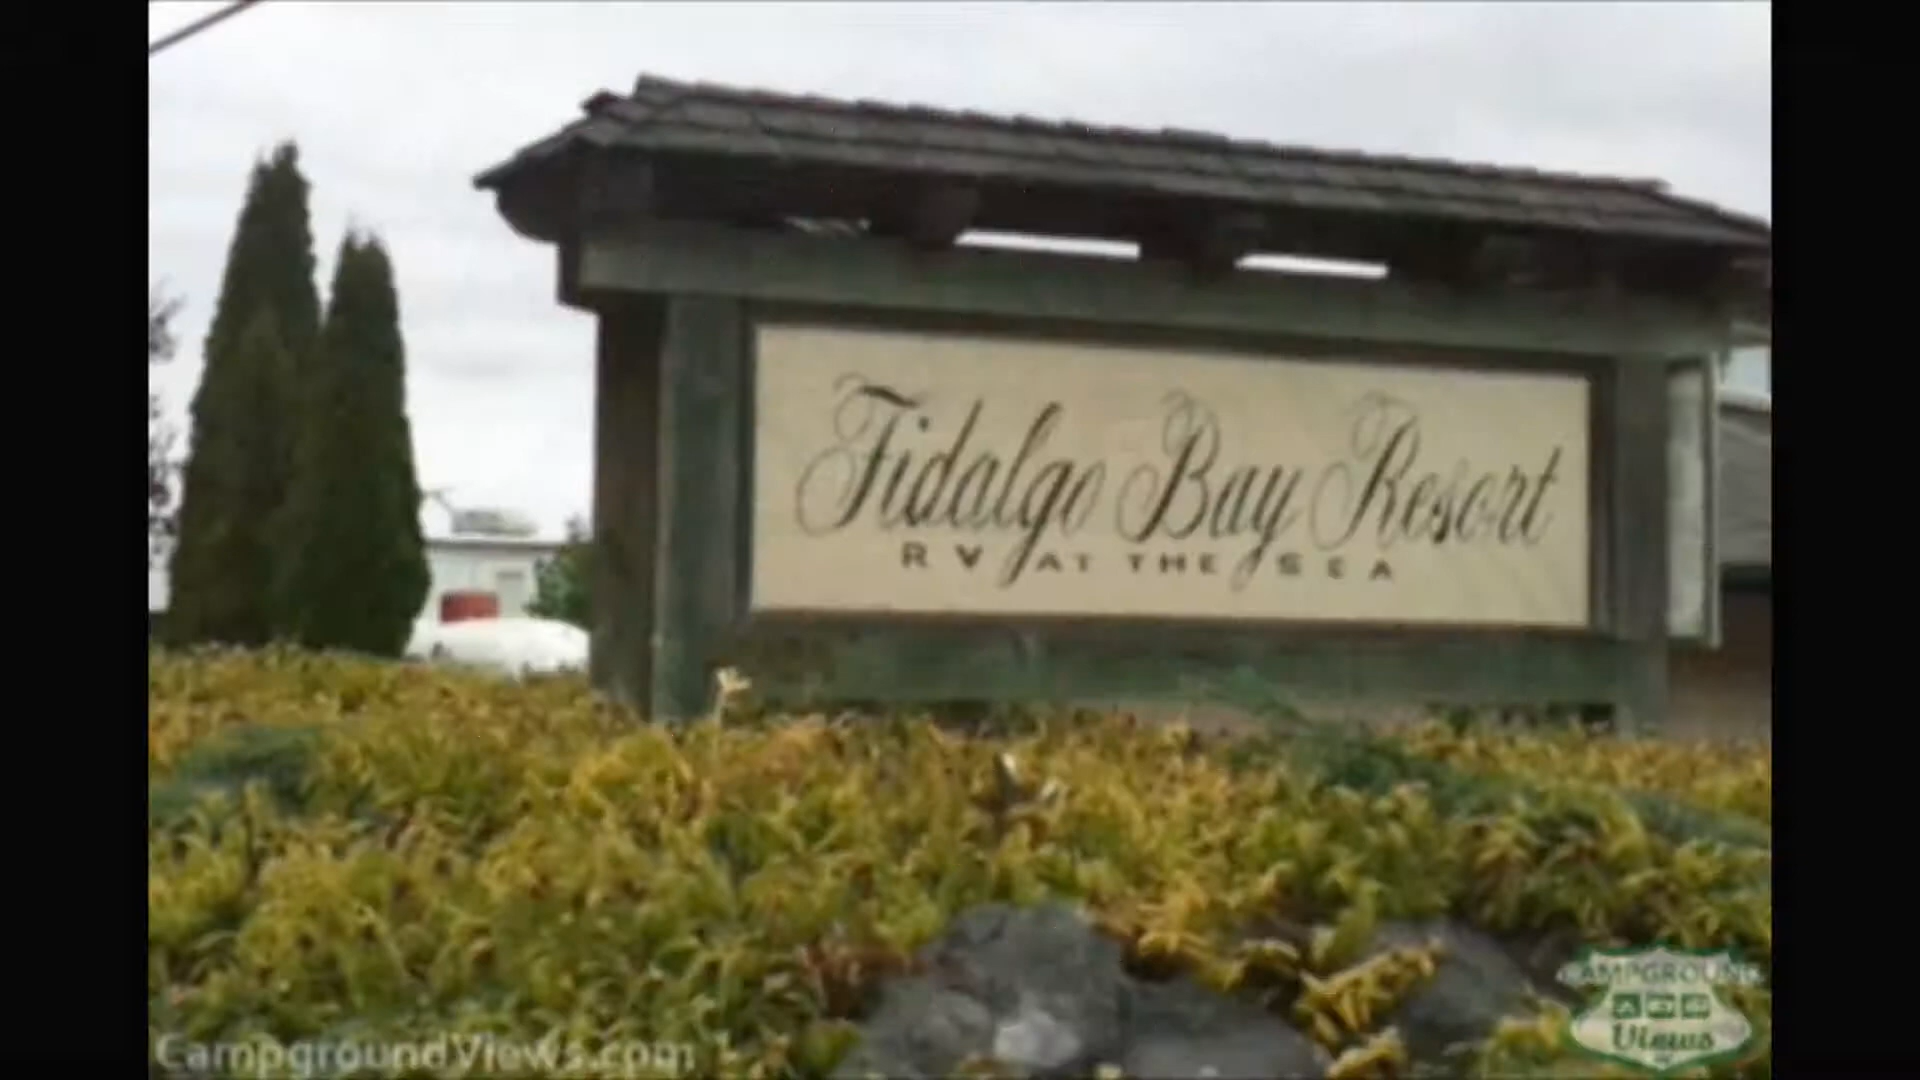 Fidalgo Bay Resort
RV AT THE SEA
CampgroundViews.com
CAMPGROUND
Views